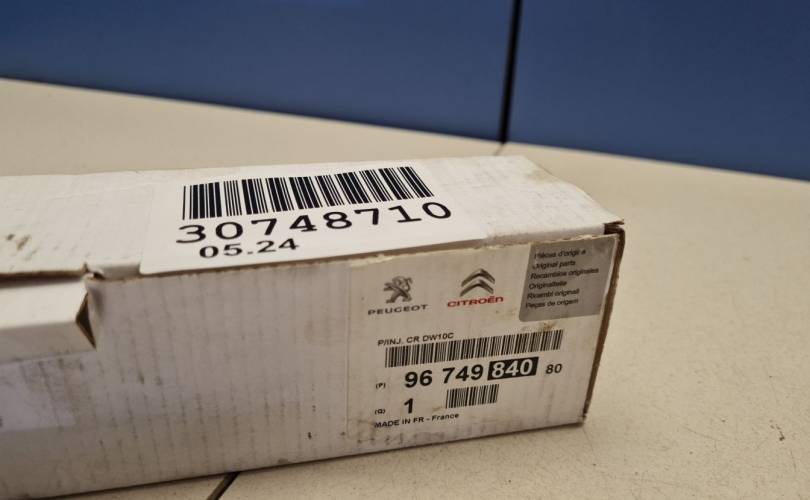 30748710
05.24
PEUGEOT
CITROËN
Pièces d'origine
Original parts
Recambios originales
Originalteile
Ricambi originali
Peças de origem
P/INJ. CR DW10C
(P) 96 749 840 80
(Q) 1
MADE IN FR - France